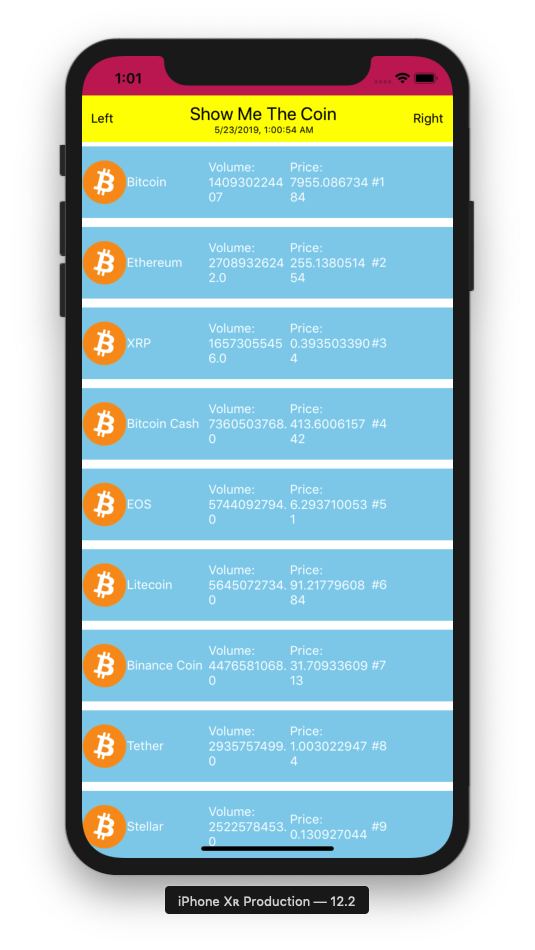 1:01
Left
Show Me The Coin
Right
5/23/2019, 1:00:54 AM
Volume: Price:
Bitcoin 1409302244 7955.086734 #1
07 84
Volume: Price:
Ethereum 2708932624 255.1380514 #2
2.0 54
Volume: Price:
XRP 1657305545 0.393503390 #3
6.0 4
Volume: Price:
Bitcoin Cash 7360503768. 413.6006157 #4
0 42
Volume: Price:
EOS 5744092794. 6.293710053 #5
0 1
Volume: Price:
Litecoin 5645072734. 91.21779608 #6
0 84
Volume: Price:
Binance Coin 4476581068. 31.70933609 #7
0 13
Volume: Price:
Tether 2935757499. 1.003022947 #8
0 4
Volume: Price:
Stellar 2522578453. 0.130927044 #9
0
iPhone Xʀ Production — 12.2